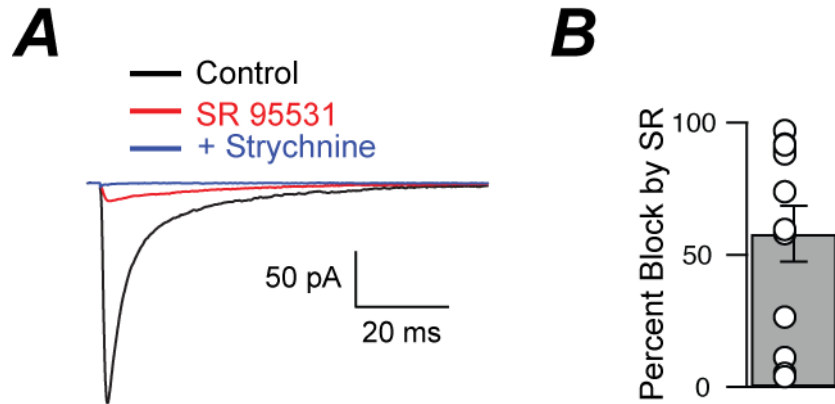 A
B
Control
SR 95531
+ Strychnine
50 pA
20 ms
Percent Block by SR
100
50
0